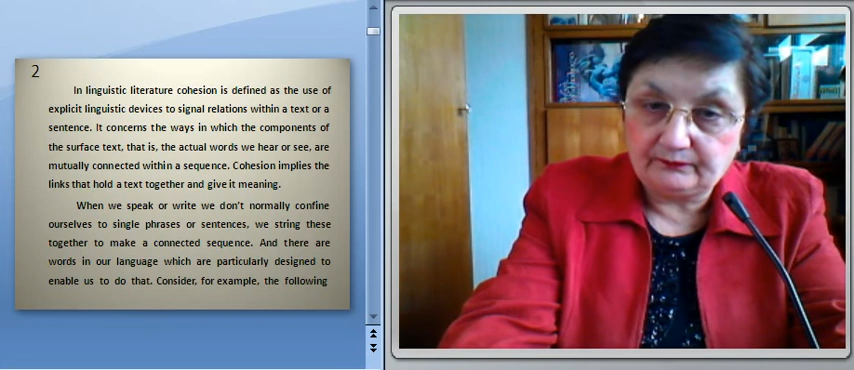 2
In linguistic literature cohesion is defined as the use of
explicit linguistic devices to signal relations within a text or a
sentence. It concerns the ways in which the components of
the surface text, that is, the actual words we hear or see, are
mutually connected within a sequence. Cohesion implies the
links that hold a text together and give it meaning.
When we speak or write we don't normally confine
ourselves to single phrases or sentences, we string these
together to make a connected sequence. And there are
words in our language which are particularly designed to
enable us to do that. Consider, for example, the following